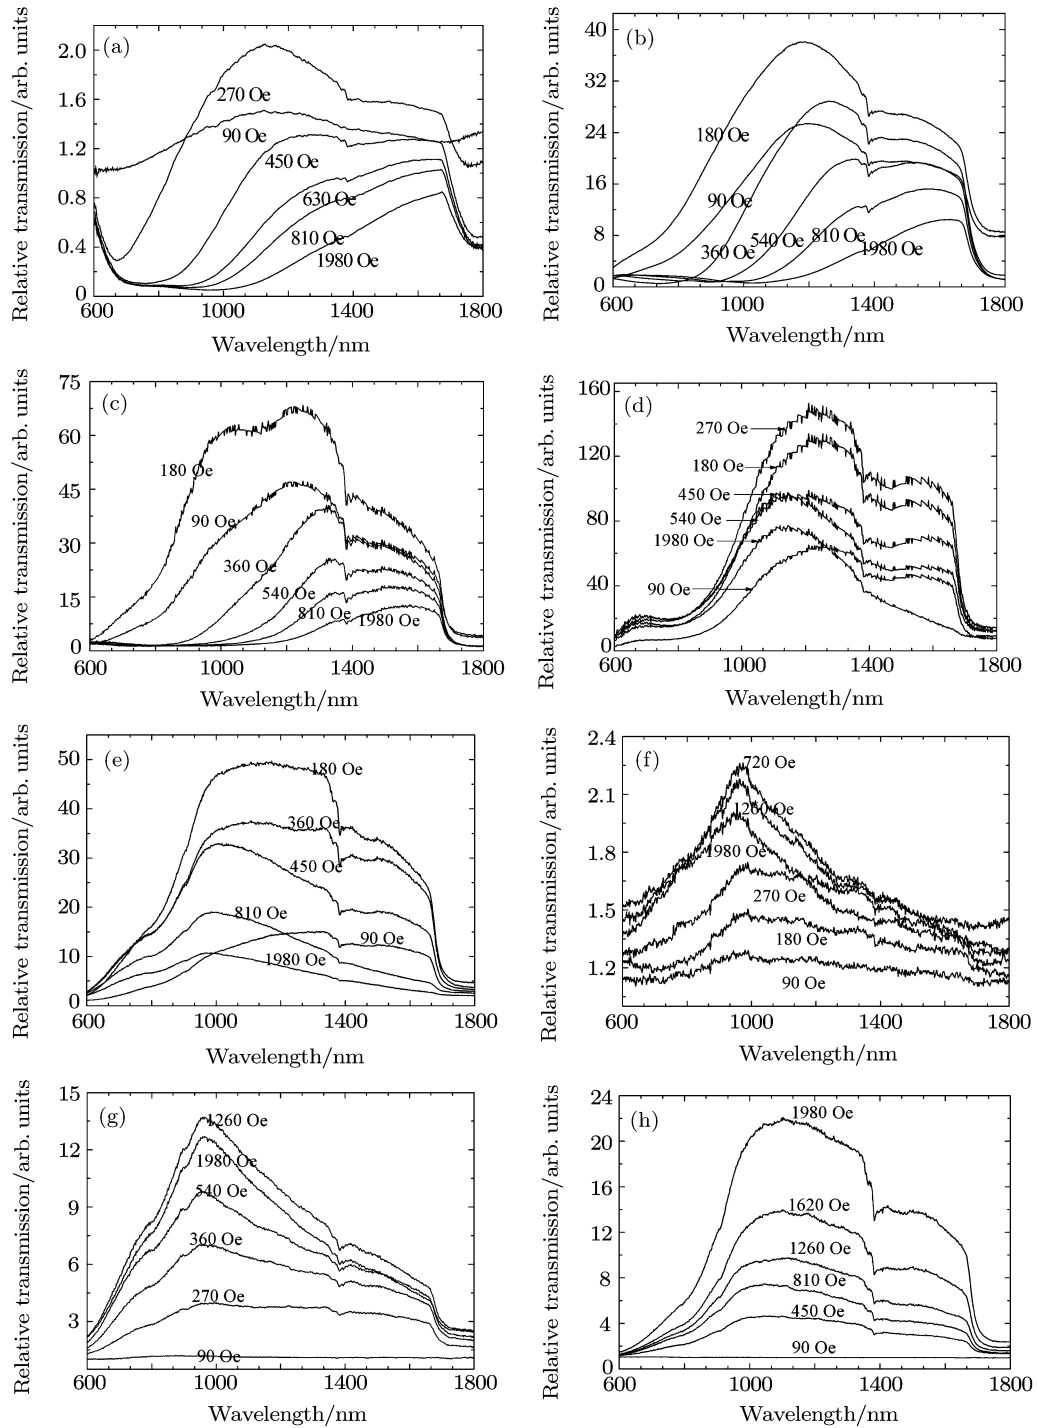 (a)
Relative transmission/arb. units
2.0
1.6
1.2
0.8
0.4
0
270 Oe
90 Oe
450 Oe
630 Oe
810 Oe
1980 Oe
600 1000 1400 1800
Wavelength/nm
(b)
Relative transmission/arb. units
40
32
24
16
8
0
180 Oe
90 Oe
360 Oe
540 Oe
810 Oe
1980 Oe
600 1000 1400 1800
Wavelength/nm
(c)
Relative transmission/arb. units
75
60
45
30
15
0
180 Oe
90 Oe
360 Oe
540 Oe
810 Oe
1980 Oe
600 1000 1400 1800
Wavelength/nm
(d)
Relative transmission/arb. units
160
120
80
40
0
270 Oe
180 Oe
450 Oe
540 Oe
1980 Oe
90 Oe
600 1000 1400 1800
Wavelength/nm
(e)
Relative transmission/arb. units
50
40
30
20
10
0
180 Oe
360 Oe
450 Oe
810 Oe
90 Oe
1980 Oe
600 1000 1400 1800
Wavelength/nm
(f)
Relative transmission/arb. units
2.4
2.1
1.8
1.5
1.2
720 Oe
1260 Oe
1980 Oe
270 Oe
180 Oe
90 Oe
600 1000 1400 1800
Wavelength/nm
(g)
Relative transmission/arb. units
15
12
9
6
3
1260 Oe
1980 Oe
540 Oe
360 Oe
270 Oe
90 Oe
600 1000 1400 1800
Wavelength/nm
(h)
Relative transmission/arb. units
24
20
16
12
8
4
0
1980 Oe
1620 Oe
1260 Oe
810 Oe
450 Oe
90 Oe
600 1000 1400 1800
Wavelength/nm